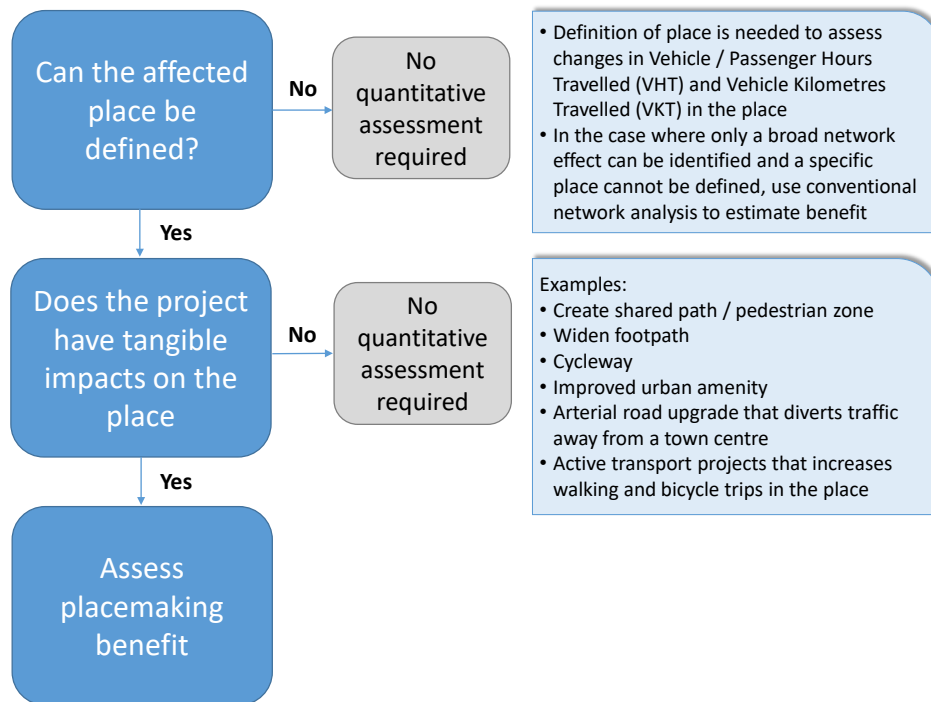 Can the affected
place be
defined?
No
No
quantitative
assessment
required
• Definition of place is needed to assess
changes in Vehicle / Passenger Hours
Travelled (VHT) and Vehicle Kilometres
Travelled (VKT) in the place
• In the case where only a broad network
effect can be identified and a specific
place cannot be defined, use conventional
network analysis to estimate benefit
Yes
Does the project
have tangible
impacts on the
place
No
No
quantitative
assessment
required
Examples:
• Create shared path / pedestrian zone
• Widen footpath
• Cycleway
• Improved urban amenity
• Arterial road upgrade that diverts traffic
away from a town centre
• Active transport projects that increases
walking and bicycle trips in the place
Yes
Assess
placemaking
benefit